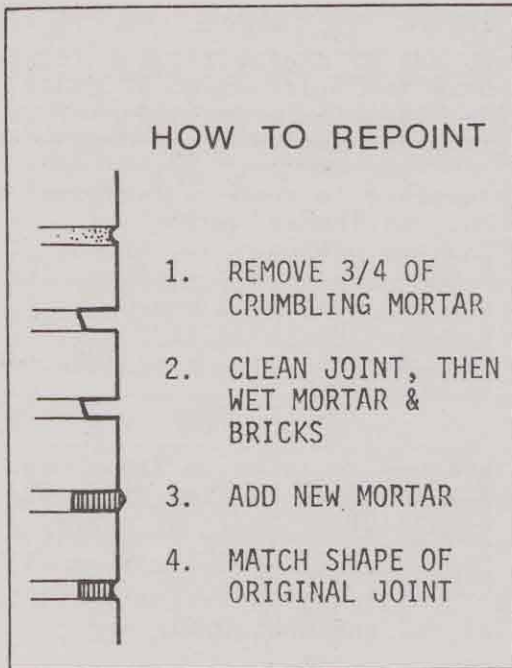 HOW TO REPOINT
1. REMOVE 3/4 OF
CRUMBLING MORTAR
2. CLEAN JOINT, THEN
WET MORTAR &
BRICKS
3. ADD NEW MORTAR
4. MATCH SHAPE OF
ORIGINAL JOINT